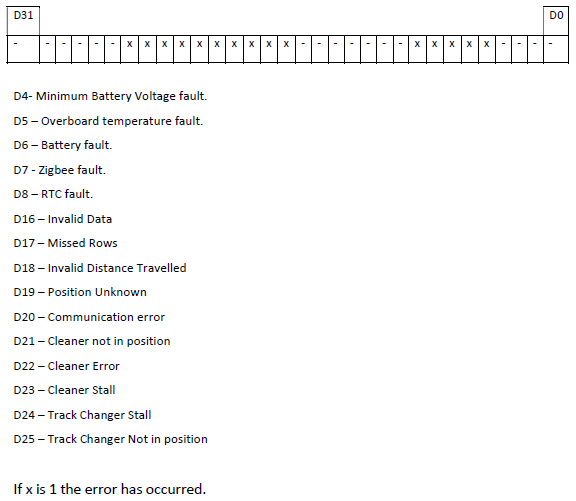 D31 D0
- - - - - - x x x x x x x x x x - - - - - - - x x x x x - - - -
D4- Minimum Battery Voltage fault.
D5 – Overboard temperature fault.
D6 – Battery fault.
D7 - Zigbee fault.
D8 – RTC fault.
D16 – Invalid Data
D17 – Missed Rows
D18 – Invalid Distance Travelled
D19 – Position Unknown
D20 – Communication error
D21 – Cleaner not in position
D22 – Cleaner Error
D23 – Cleaner Stall
D24 – Track Changer Stall
D25 – Track Changer Not in position
If x is 1 the error has occurred.